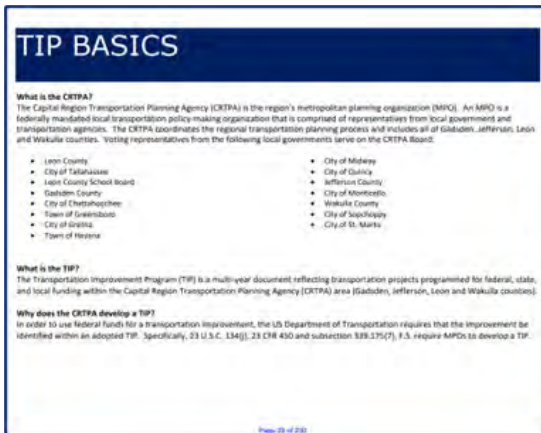 TIP BASICS
What is the CRTPA?
The Capital Region Transportation Planning Agency (CRTPA) is the region's metropolitan planning organization (MPO). An MPO is a
federally mandated local transportation policy-making organization that is comprised of representatives from local government and
transportation agencies. The CRTPA coordinates the regional transportation planning process and includes all of Gadsden, Jefferson, Leon
and Wakulla counties. Voting representatives from the following local governments serve on the CRTPA Board:
• Leon County
• City of Tallahassee
• Leon County School Board
• Gadsden County
• City of Chattahoochee
• Town of Greensboro
• City of Gretna
• Town of Havana
• City of Midway
• City of Quincy
• Jefferson County
• City of Monticello
• Wakulla County
• City of Sopchoppy
• City of St. Marks
What is the TIP?
The Transportation Improvement Program (TIP) is a multi-year document reflecting transportation projects programmed for federal, state,
and local funding within the Capital Region Transportation Planning Agency (CRTPA) area (Gadsden, Jefferson, Leon and Wakulla counties).
Why does the CRTPA develop a TIP?
In order to use federal funds for a transportation improvement, the US Department of Transportation requires that the improvement be
identified within an adopted TIP. Specifically, 23 U.S.C. 134(j), 23 CFR 450 and subsection 339.175(7), F.S. require MPOs to develop a TIP.
Page of